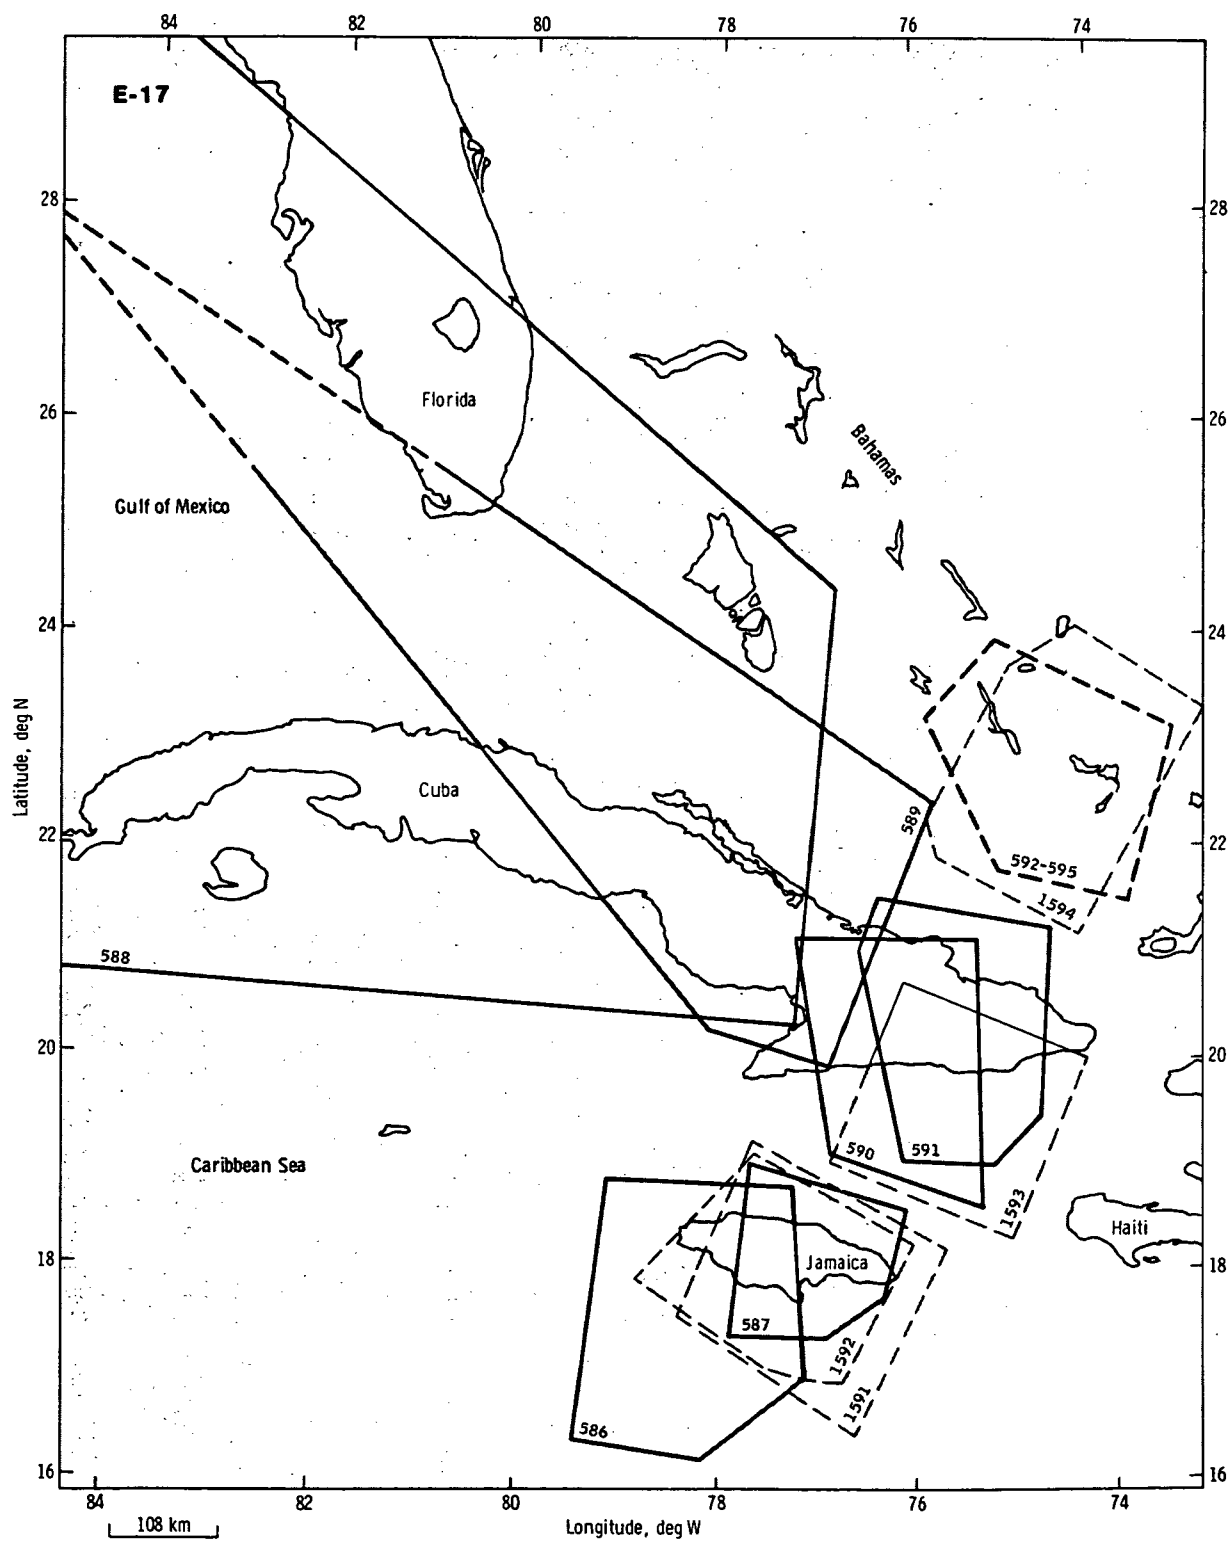 84 82 80 78 76 74
E-17
28 28
26 26
Florida
Bahamas
Gulf of Mexico
24 24
Latitude, deg N
Cuba
589
22 22
592-595
1594
588
20 20
590 591
Caribbean Sea
1593
Haiti
18 18
Jamaica
587
1592
1591
586
16 16
84 82 80 78 76 74
108 km
Longitude, deg W